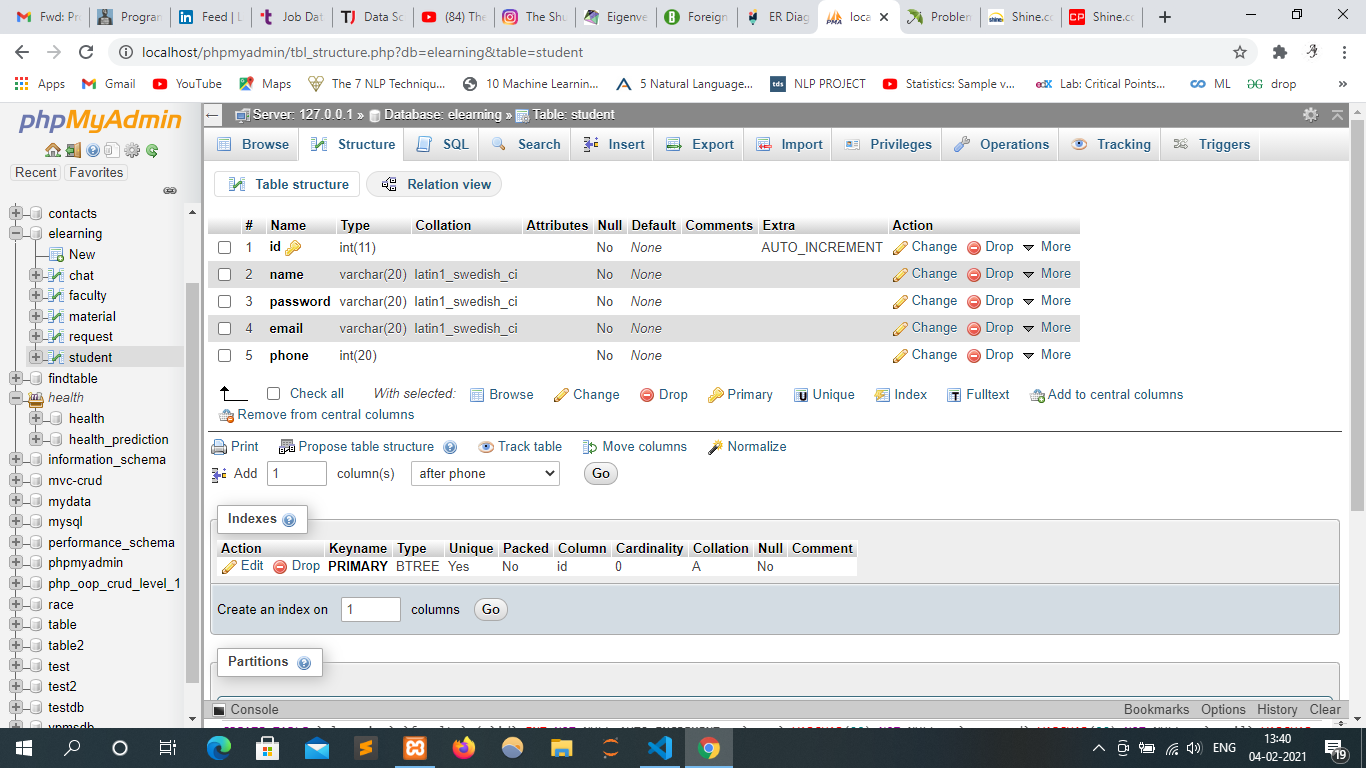 Fwd: Pr
Program
Feed | L
Job Dat
Data Sc
(84) The
The Shu
Eigenve
Foreign
ER Diag
loca
Problen
Shine.co
Shine.co
localhost/phpmyadmin/tbl_structure.php?db=elearning&table=student
Apps
Gmail
YouTube
Maps
The 7 NLP Techniqu...
10 Machine Learnin...
5 Natural Language...
tds
NLP PROJECT
Statistics: Sample v...
edX
Lab: Critical Points...
ML
drop
»
phpMyAdmin
Recent
Favorites
contacts
elearning
New
chat
faculty
material
request
student
findtable
health
health
health_prediction
information_schema
mvc-crud
mydata
mysql
performance_schema
phpmyadmin
php_oop_crud_level_1
race
table
table2
test
test2
testdb
Server: 127.0.0.1 » Database: elearning » Table: student
Browse Structure SQL Search Insert Export Import Privileges Operations Tracking Triggers
Table structure Relation view
# Name Type Collation Attributes Null Default Comments Extra Action
1 id int(11) No None AUTO_INCREMENT Change Drop More
2 name varchar(20) latin1_swedish_ci No None Change Drop More
3 password varchar(20) latin1_swedish_ci No None Change Drop More
4 email varchar(20) latin1_swedish_ci No None Change Drop More
5 phone int(20) No None Change Drop More
Check all With selected: Browse Change Drop Primary Unique Index Fulltext Add to central columns
Remove from central columns
Print Propose table structure Track table Move columns Normalize
Add 1 column(s) after phone Go
Indexes
Action Keyname Type Unique Packed Column Cardinality Collation Null Comment
Edit Drop PRIMARY BTREE Yes No id 0 A No
Create an index on 1 columns Go
Partitions
Console Bookmarks Options History Clear
ENG
13:40
04-02-2021
19